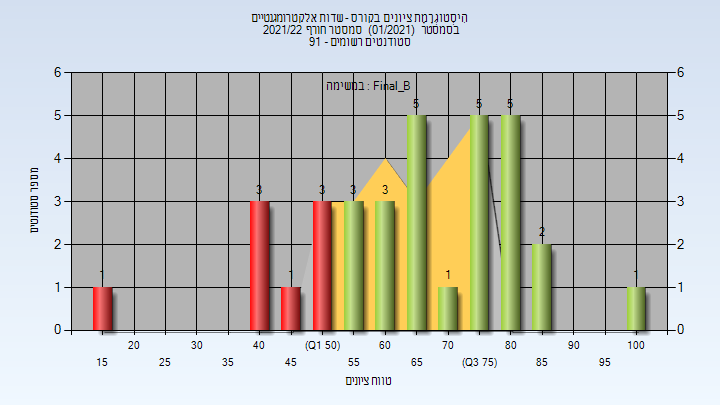 היסטוגרמת ציונים בקורס - שדות אלקטרומגנטיים
בסמסטר (01/2021) סמסטר חורף 2021/22
סטודנטים רשומים - 91
במשימה : Final_B
מספר סטודנטים
6 6
5 5
4 4
3 3
2 2
1 1
0 0
1 3 1 3 3 3 5 1 5 5 2 1
20 30 40 (Q1 50) 60 70 80 90 100
15 25 35 45 55 65 (Q3 75) 85 95
טווח ציונים